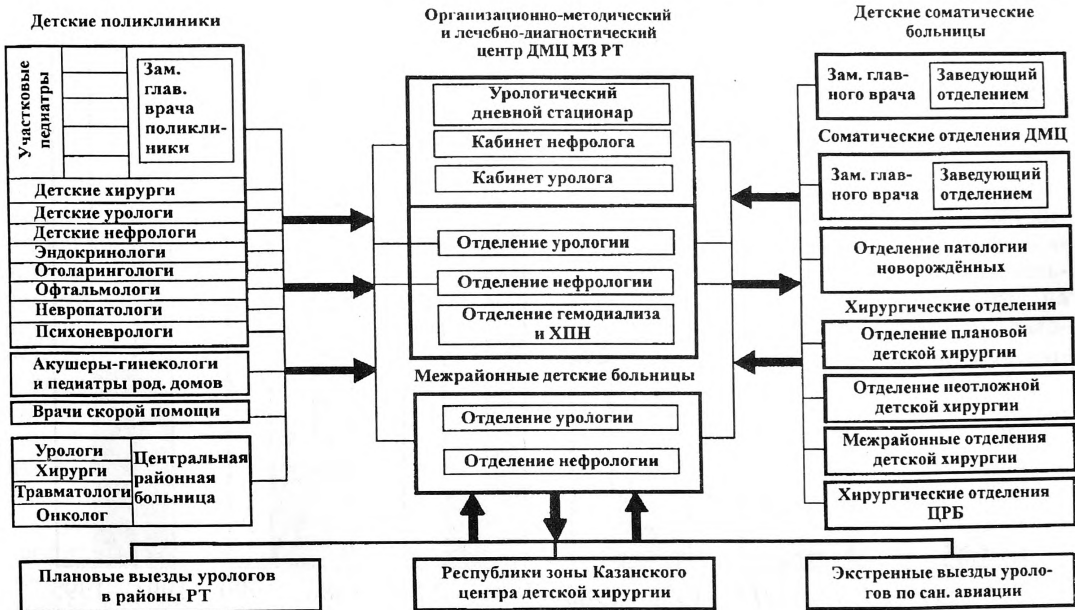 Детские поликлиники
Участковые
педиатры
Зам.
глав.
врача
поликли-
ники
Детские хирурги
Детские урологи
Детские нефрологи
Эндокринологи
Отоларингологи
Офтальмологи
Невропатологи
Психоневрологи
Акушеры-гинекологи
и педиатры род. домов
Врачи скорой помощи
Урологи
Хирурги
Травматологи
Онколог
Центральная
районная
больница
Организационно-методический
и лечебно-диагностический
центр ДМЦ МЗ РТ
Урологический
дневной стационар
Кабинет нефролога
Кабинет уролога
Отделение урологии
Отделение нефрологии
Отделение гемодиализа
и ХПН
Межрайонные детские больницы
Отделение урологии
Отделение нефрологии
Детские соматические
больницы
Зам. глав-
ного врача
Заведующий
отделением
Соматические отделения ДМЦ
Зам. глав-
ного врача
Заведующий
отделением
Отделение патологии
новорождённых
Хирургические отделения
Отделение плановой
детской хирургии
Отделение неотложной
детской хирургии
Межрайонные отделения
детской хирургии
Хирургические отделения
ЦРБ
Плановые выезды урологов
в районы РТ
Республики зоны Казанского
центра детской хирургии
Экстренные выезды уроло-
гов по сан. авиации